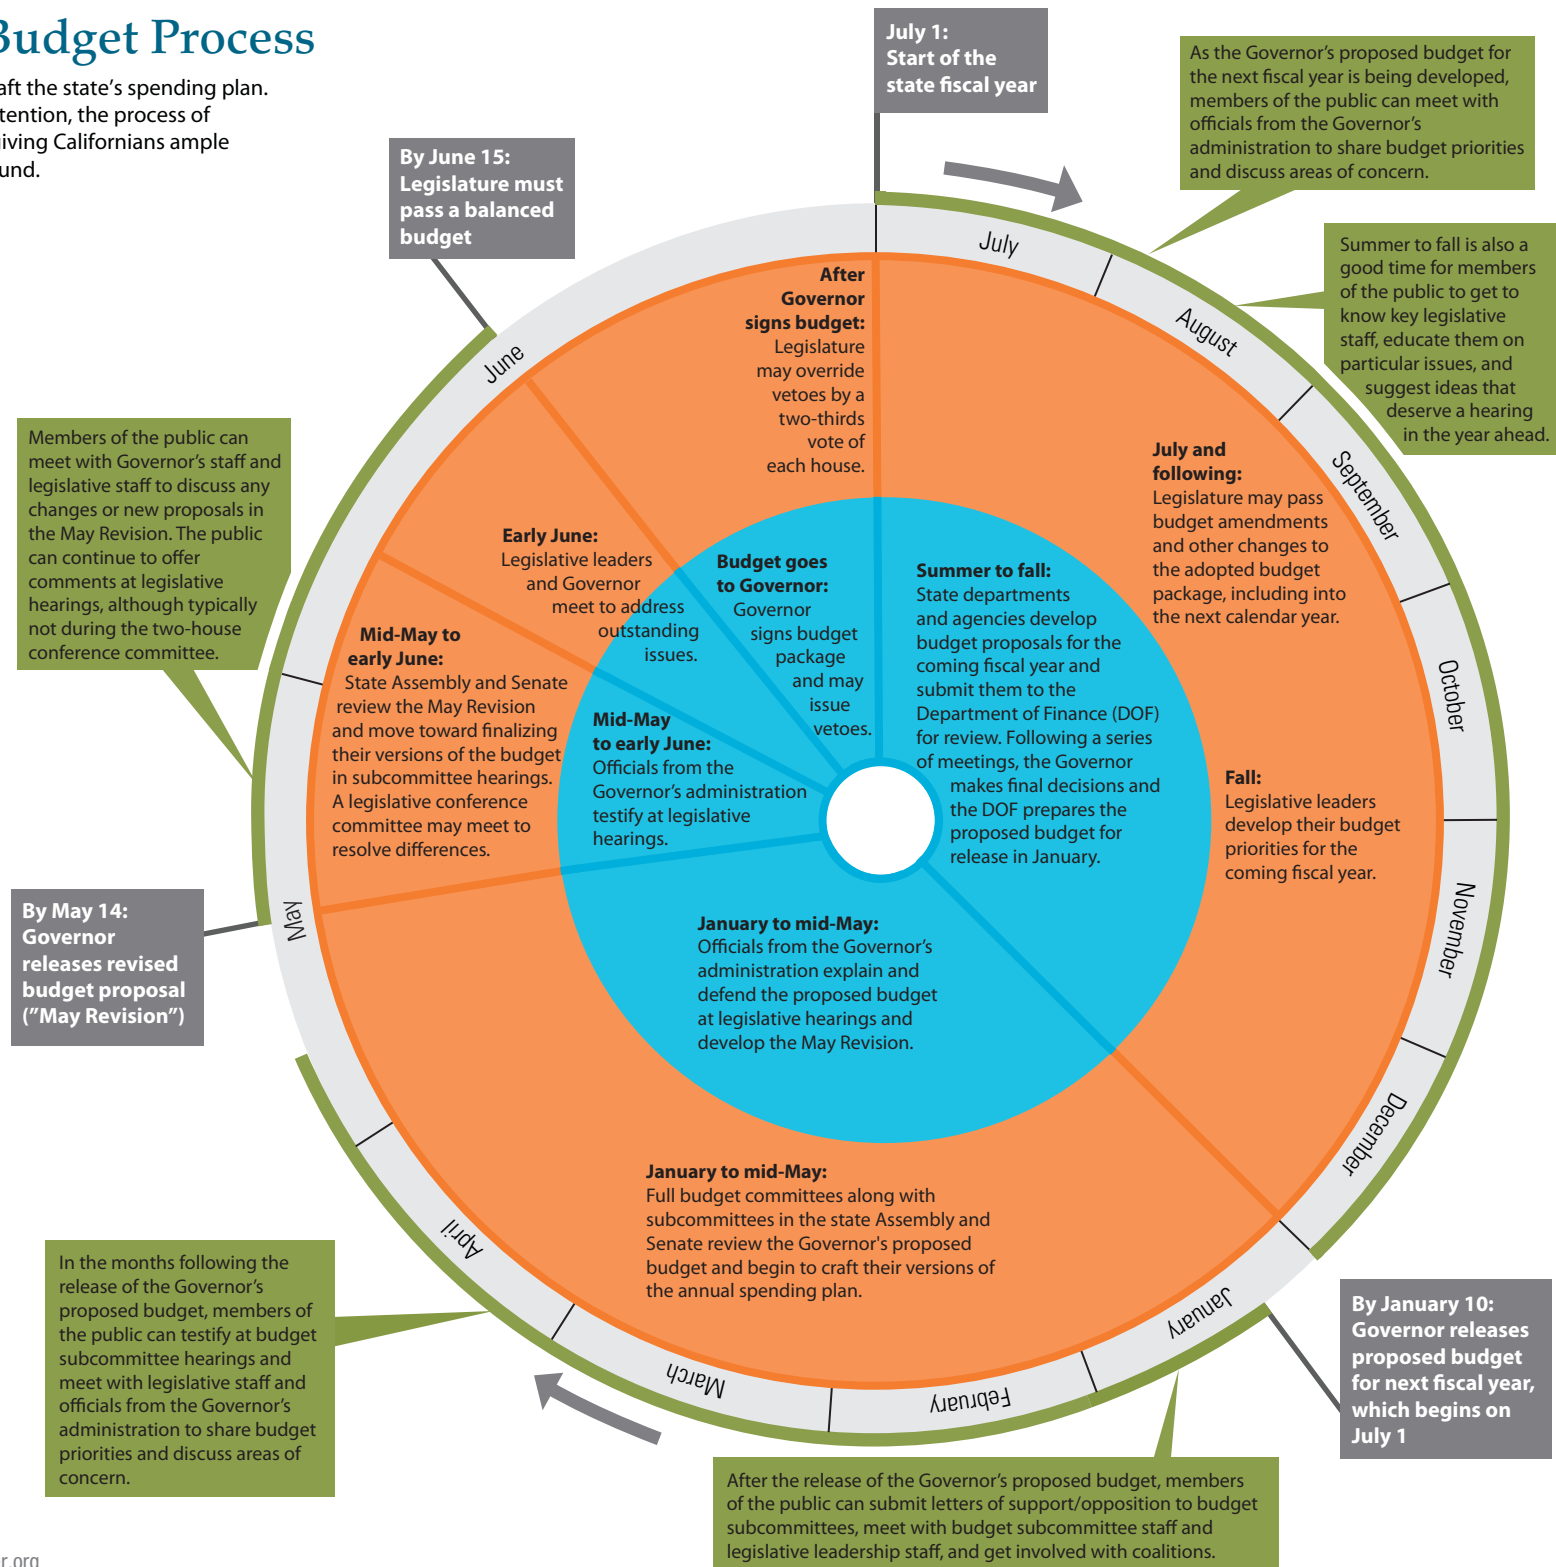 Budget Process
aft the state's spending plan.
tention, the process of
giving Californians ample
und.
July 1:
Start of the
state fiscal year
As the Governor's proposed budget for
the next fiscal year is being developed,
members of the public can meet with
officials from the Governor's
administration to share budget priorities
and discuss areas of concern.
Summer to fall is also a
good time for members
of the public to get to
know key legislative
staff, educate them on
particular issues, and
suggest ideas that
deserve a hearing
in the year ahead.
By June 15:
Legislature must
pass a balanced
budget
Members of the public can
meet with Governor's staff and
legislative staff to discuss any
changes or new proposals in
the May Revision. The public
can continue to offer
comments at legislative
hearings, although typically
not during the two-house
conference committee.
By May 14:
Governor
releases revised
budget proposal
("May Revision")
In the months following the
release of the Governor's
proposed budget, members of
the public can testify at budget
subcommittee hearings and
meet with legislative staff and
officials from the Governor's
administration to share budget
priorities and discuss areas of
concern.
After the release of the Governor's proposed budget, members
of the public can submit letters of support/opposition to budget
subcommittees, meet with budget subcommittee staff and
legislative leadership staff, and get involved with coalitions.
By January 10:
Governor releases
proposed budget
for next fiscal year,
which begins on
July 1
July
August
September
October
November
December
January
February
March
April
May
June
After
Governor
signs budget:
Legislature
may override
vetoes by a
two-thirds
vote of
each house.
July and
following:
Legislature may pass
budget amendments
and other changes to
the adopted budget
package, including into
the next calendar year.
Fall:
Legislative leaders
develop their budget
priorities for the
coming fiscal year.
January to mid-May:
Full budget committees along with
subcommittees in the state Assembly and
Senate review the Governor's proposed
budget and begin to craft their versions of
the annual spending plan.
Mid-May to
early June:
State Assembly and Senate
review the May Revision
and move toward finalizing
their versions of the budget
in subcommittee hearings.
A legislative conference
committee may meet to
resolve differences.
Early June:
Legislative leaders
and Governor
meet to address
outstanding
issues.
Budget goes
to Governor:
Governor
signs budget
package
and may
issue
vetoes.
Summer to fall:
State departments
and agencies develop
budget proposals for the
coming fiscal year and
submit them to the
Department of Finance (DOF)
for review. Following a series
of meetings, the Governor
makes final decisions and
the DOF prepares the
proposed budget for
release in January.
Mid-May
to early June:
Officials from the
Governor's administration
testify at legislative
hearings.
January to mid-May:
Officials from the Governor's
administration explain and
defend the proposed budget
at legislative hearings and
develop the May Revision.
r.org